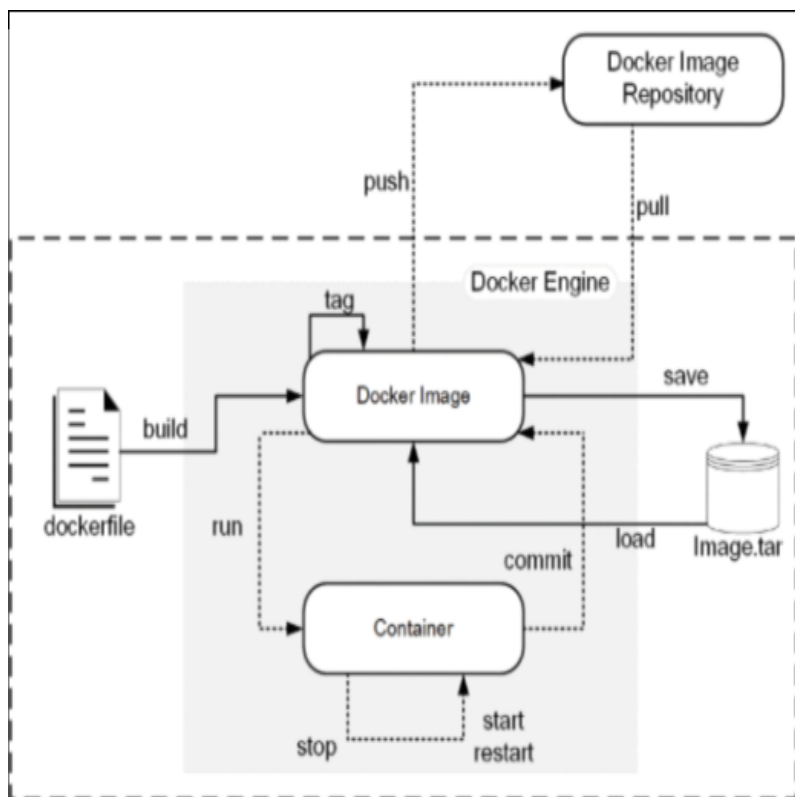 Docker Image
Repository
push
pull
Docker Engine
tag
Docker Image
save
build
dockerfile
run
load
Image.tar
commit
Container
start
stop
restart